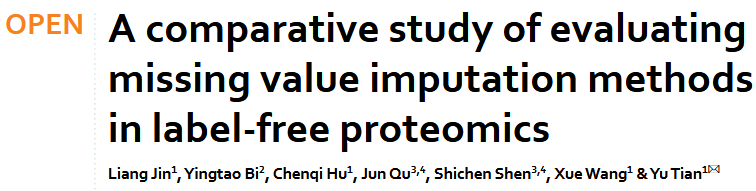 OPEN
A comparative study of evaluating
missing value imputation methods
in label-free proteomics
Liang Jin1, Yingtao Bi2, Chenqi Hu1, Jun Qu3,4, Shichen Shen3,4, Xue Wang1 & Yu Tian1✉